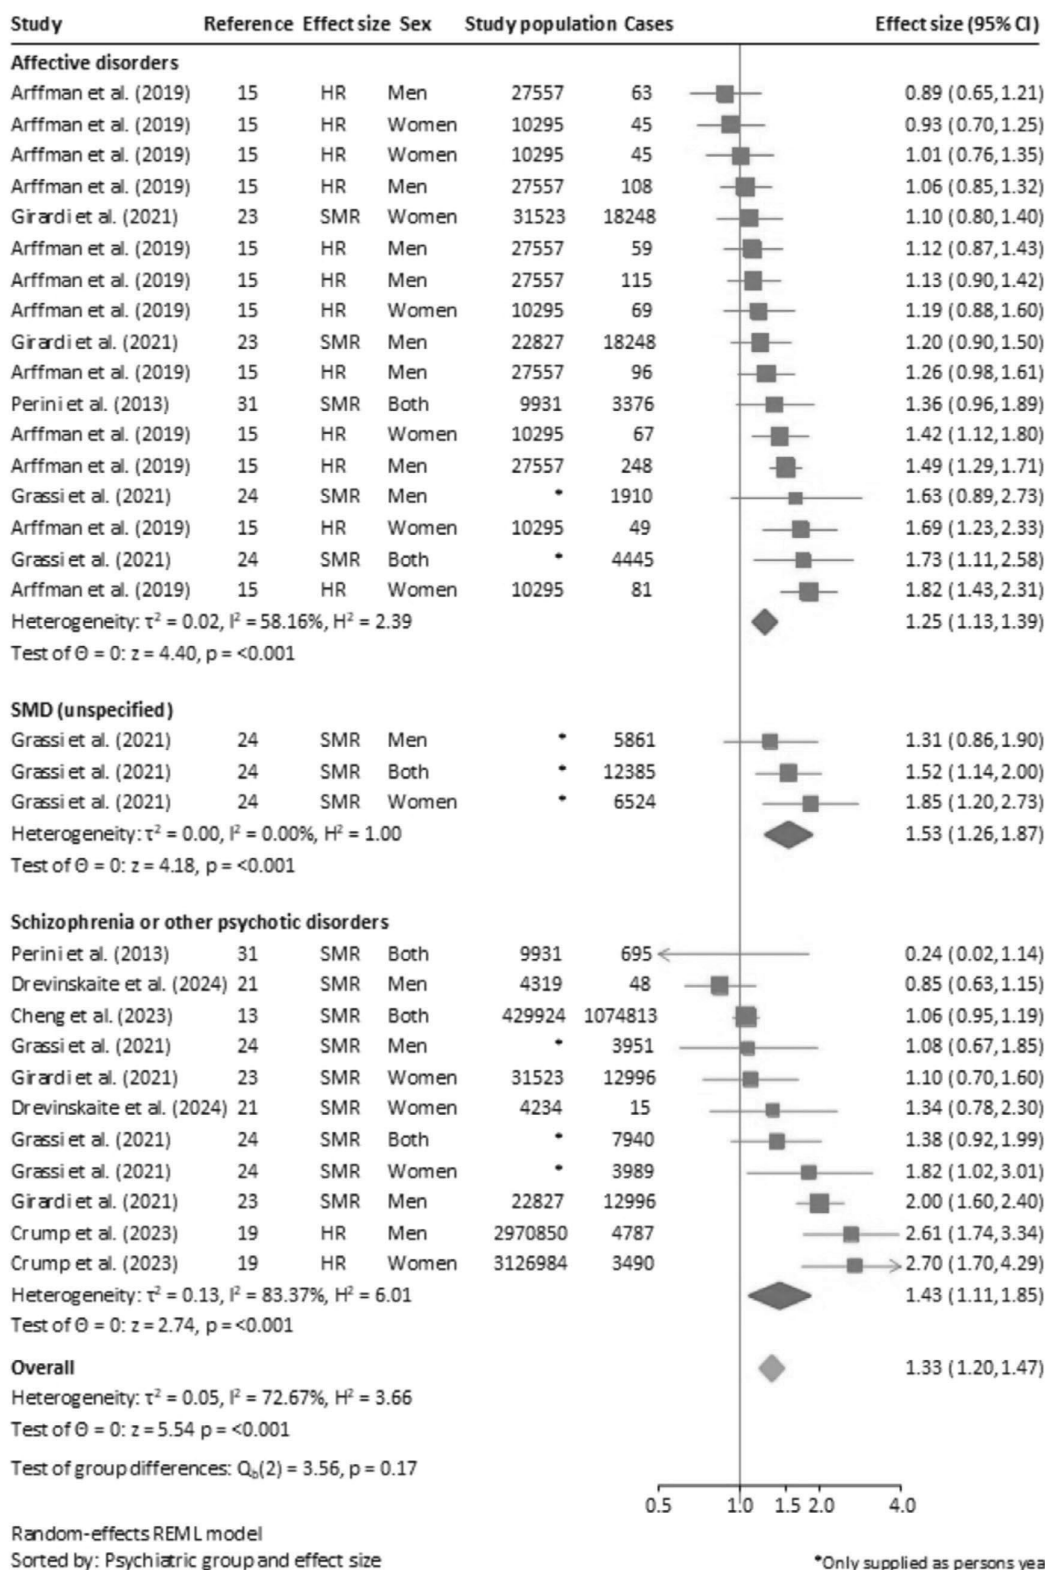 Study Reference Effect size Sex Study population Cases Effect size (95% CI)
Affective disorders
Arffman et al. (2019) 15 HR Men 27557 63 0.89 (0.65, 1.21)
Arffman et al. (2019) 15 HR Women 10295 45 0.93 (0.70, 1.25)
Arffman et al. (2019) 15 HR Women 10295 45 1.01 (0.76, 1.35)
Arffman et al. (2019) 15 HR Men 27557 108 1.06 (0.85, 1.32)
Girardi et al. (2021) 23 SMR Women 31523 18248 1.10 (0.80, 1.40)
Arffman et al. (2019) 15 HR Men 27557 59 1.12 (0.87, 1.43)
Arffman et al. (2019) 15 HR Men 27557 115 1.13 (0.90, 1.42)
Arffman et al. (2019) 15 HR Women 10295 69 1.19 (0.88, 1.60)
Girardi et al. (2021) 23 SMR Men 22827 18248 1.20 (0.90, 1.50)
Arffman et al. (2019) 15 HR Men 27557 96 1.26 (0.98, 1.61)
Perini et al. (2013) 31 SMR Both 9931 3376 1.36 (0.96, 1.89)
Arffman et al. (2019) 15 HR Women 10295 67 1.42 (1.12, 1.80)
Arffman et al. (2019) 15 HR Men 27557 248 1.49 (1.29, 1.71)
Grassi et al. (2021) 24 SMR Men * 1910 1.63 (0.89, 2.73)
Arffman et al. (2019) 15 HR Women 10295 49 1.69 (1.23, 2.33)
Grassi et al. (2021) 24 SMR Both * 4445 1.73 (1.11, 2.58)
Arffman et al. (2019) 15 HR Women 10295 81 1.82 (1.43, 2.31)
Heterogeneity: τ² = 0.02, I² = 58.16%, H² = 2.39 1.25 (1.13, 1.39)
Test of Θ = 0: z = 4.40, p = <0.001
SMD (unspecified)
Grassi et al. (2021) 24 SMR Men * 5861 1.31 (0.86, 1.90)
Grassi et al. (2021) 24 SMR Both * 12385 1.52 (1.14, 2.00)
Grassi et al. (2021) 24 SMR Women * 6524 1.85 (1.20, 2.73)
Heterogeneity: τ² = 0.00, I² = 0.00%, H² = 1.00 1.53 (1.26, 1.87)
Test of Θ = 0: z = 4.18, p = <0.001
Schizophrenia or other psychotic disorders
Perini et al. (2013) 31 SMR Both 9931 695 0.24 (0.02, 1.14)
Drevinskaite et al. (2024) 21 SMR Men 4319 48 0.85 (0.63, 1.15)
Cheng et al. (2023) 13 SMR Both 429924 1074813 1.06 (0.95, 1.19)
Grassi et al. (2021) 24 SMR Men * 3951 1.08 (0.67, 1.85)
Girardi et al. (2021) 23 SMR Women 31523 12996 1.10 (0.70, 1.60)
Drevinskaite et al. (2024) 21 SMR Women 4234 15 1.34 (0.78, 2.30)
Grassi et al. (2021) 24 SMR Both * 7940 1.38 (0.92, 1.99)
Grassi et al. (2021) 24 SMR Women * 3989 1.82 (1.02, 3.01)
Girardi et al. (2021) 23 SMR Men 22827 12996 2.00 (1.60, 2.40)
Crump et al. (2023) 19 HR Men 2970850 4787 2.61 (1.74, 3.34)
Crump et al. (2023) 19 HR Women 3126984 3490 2.70 (1.70, 4.29)
Heterogeneity: τ² = 0.13, I² = 83.37%, H² = 6.01 1.43 (1.11, 1.85)
Test of Θ = 0: z = 2.74, p = <0.001
Overall 1.33 (1.20, 1.47)
Heterogeneity: τ² = 0.05, I² = 72.67%, H² = 3.66
Test of Θ = 0: z = 5.54 p = <0.001
Test of group differences: Q_b(2) = 3.56, p = 0.17
0.5 1.0 1.5 2.0 4.0
Random-effects REML model
Sorted by: Psychiatric group and effect size *Only supplied as persons yea